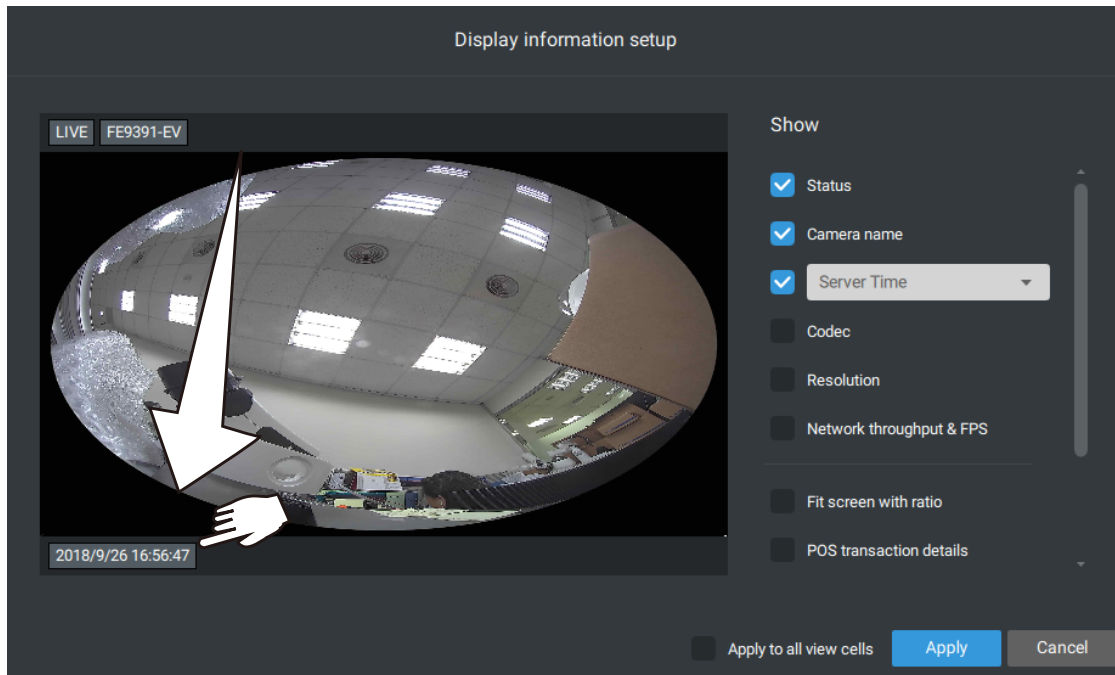 Display information setup
LIVE FE9391-EV
Show
Status
Camera name
Server Time
Codec
Resolution
Network throughput & FPS
Fit screen with ratio
POS transaction details
2018/9/26 16:56:47
Apply to all view cells Apply Cancel